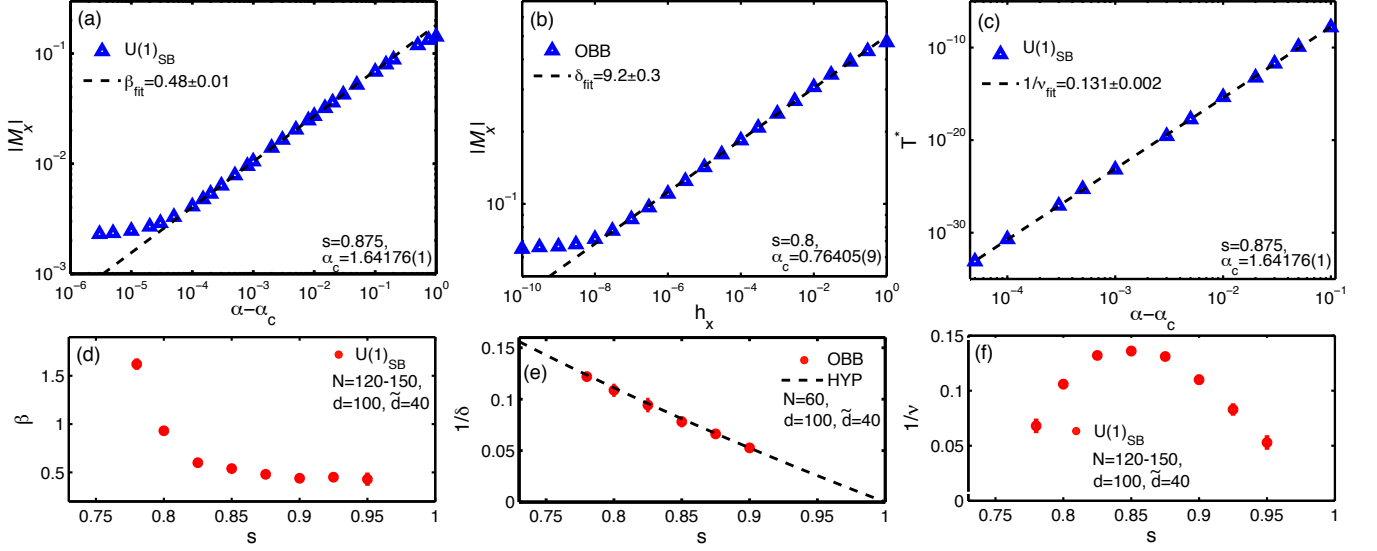 (a)
U(1)SB
βfit=0.48±0.01
|Mx|
10⁻¹
10⁻²
10⁻³
s=0.875,
αc=1.64176(1)
10⁻⁶ 10⁻⁵ 10⁻⁴ 10⁻³ 10⁻² 10⁻¹ 10⁰
α−αc
(b)
OBB
δfit=9.2±0.3
|Mx|
10⁻¹
s=0.8,
αc=0.76405(9)
10⁻¹⁰ 10⁻⁸ 10⁻⁶ 10⁻⁴ 10⁻² 10⁰
hx
(c)
U(1)SB
1/νfit=0.131±0.002
T*
10⁻¹⁰
10⁻²⁰
10⁻³⁰
s=0.875,
αc=1.64176(1)
10⁻⁴ 10⁻³ 10⁻² 10⁻¹
α−αc
(d)
U(1)SB
N=120-150,
d=100, d̃=40
β
1.5
1
0.5
0.75 0.8 0.85 0.9 0.95 1
s
(e)
OBB
HYP
N=60,
d=100, d̃=40
1/δ
0.15
0.1
0.05
0
0.75 0.8 0.85 0.9 0.95 1
s
(f)
U(1)SB
N=120-150,
d=100, d̃=40
1/ν
0.15
0.1
0.05
0
0.75 0.8 0.85 0.9 0.95 1
s